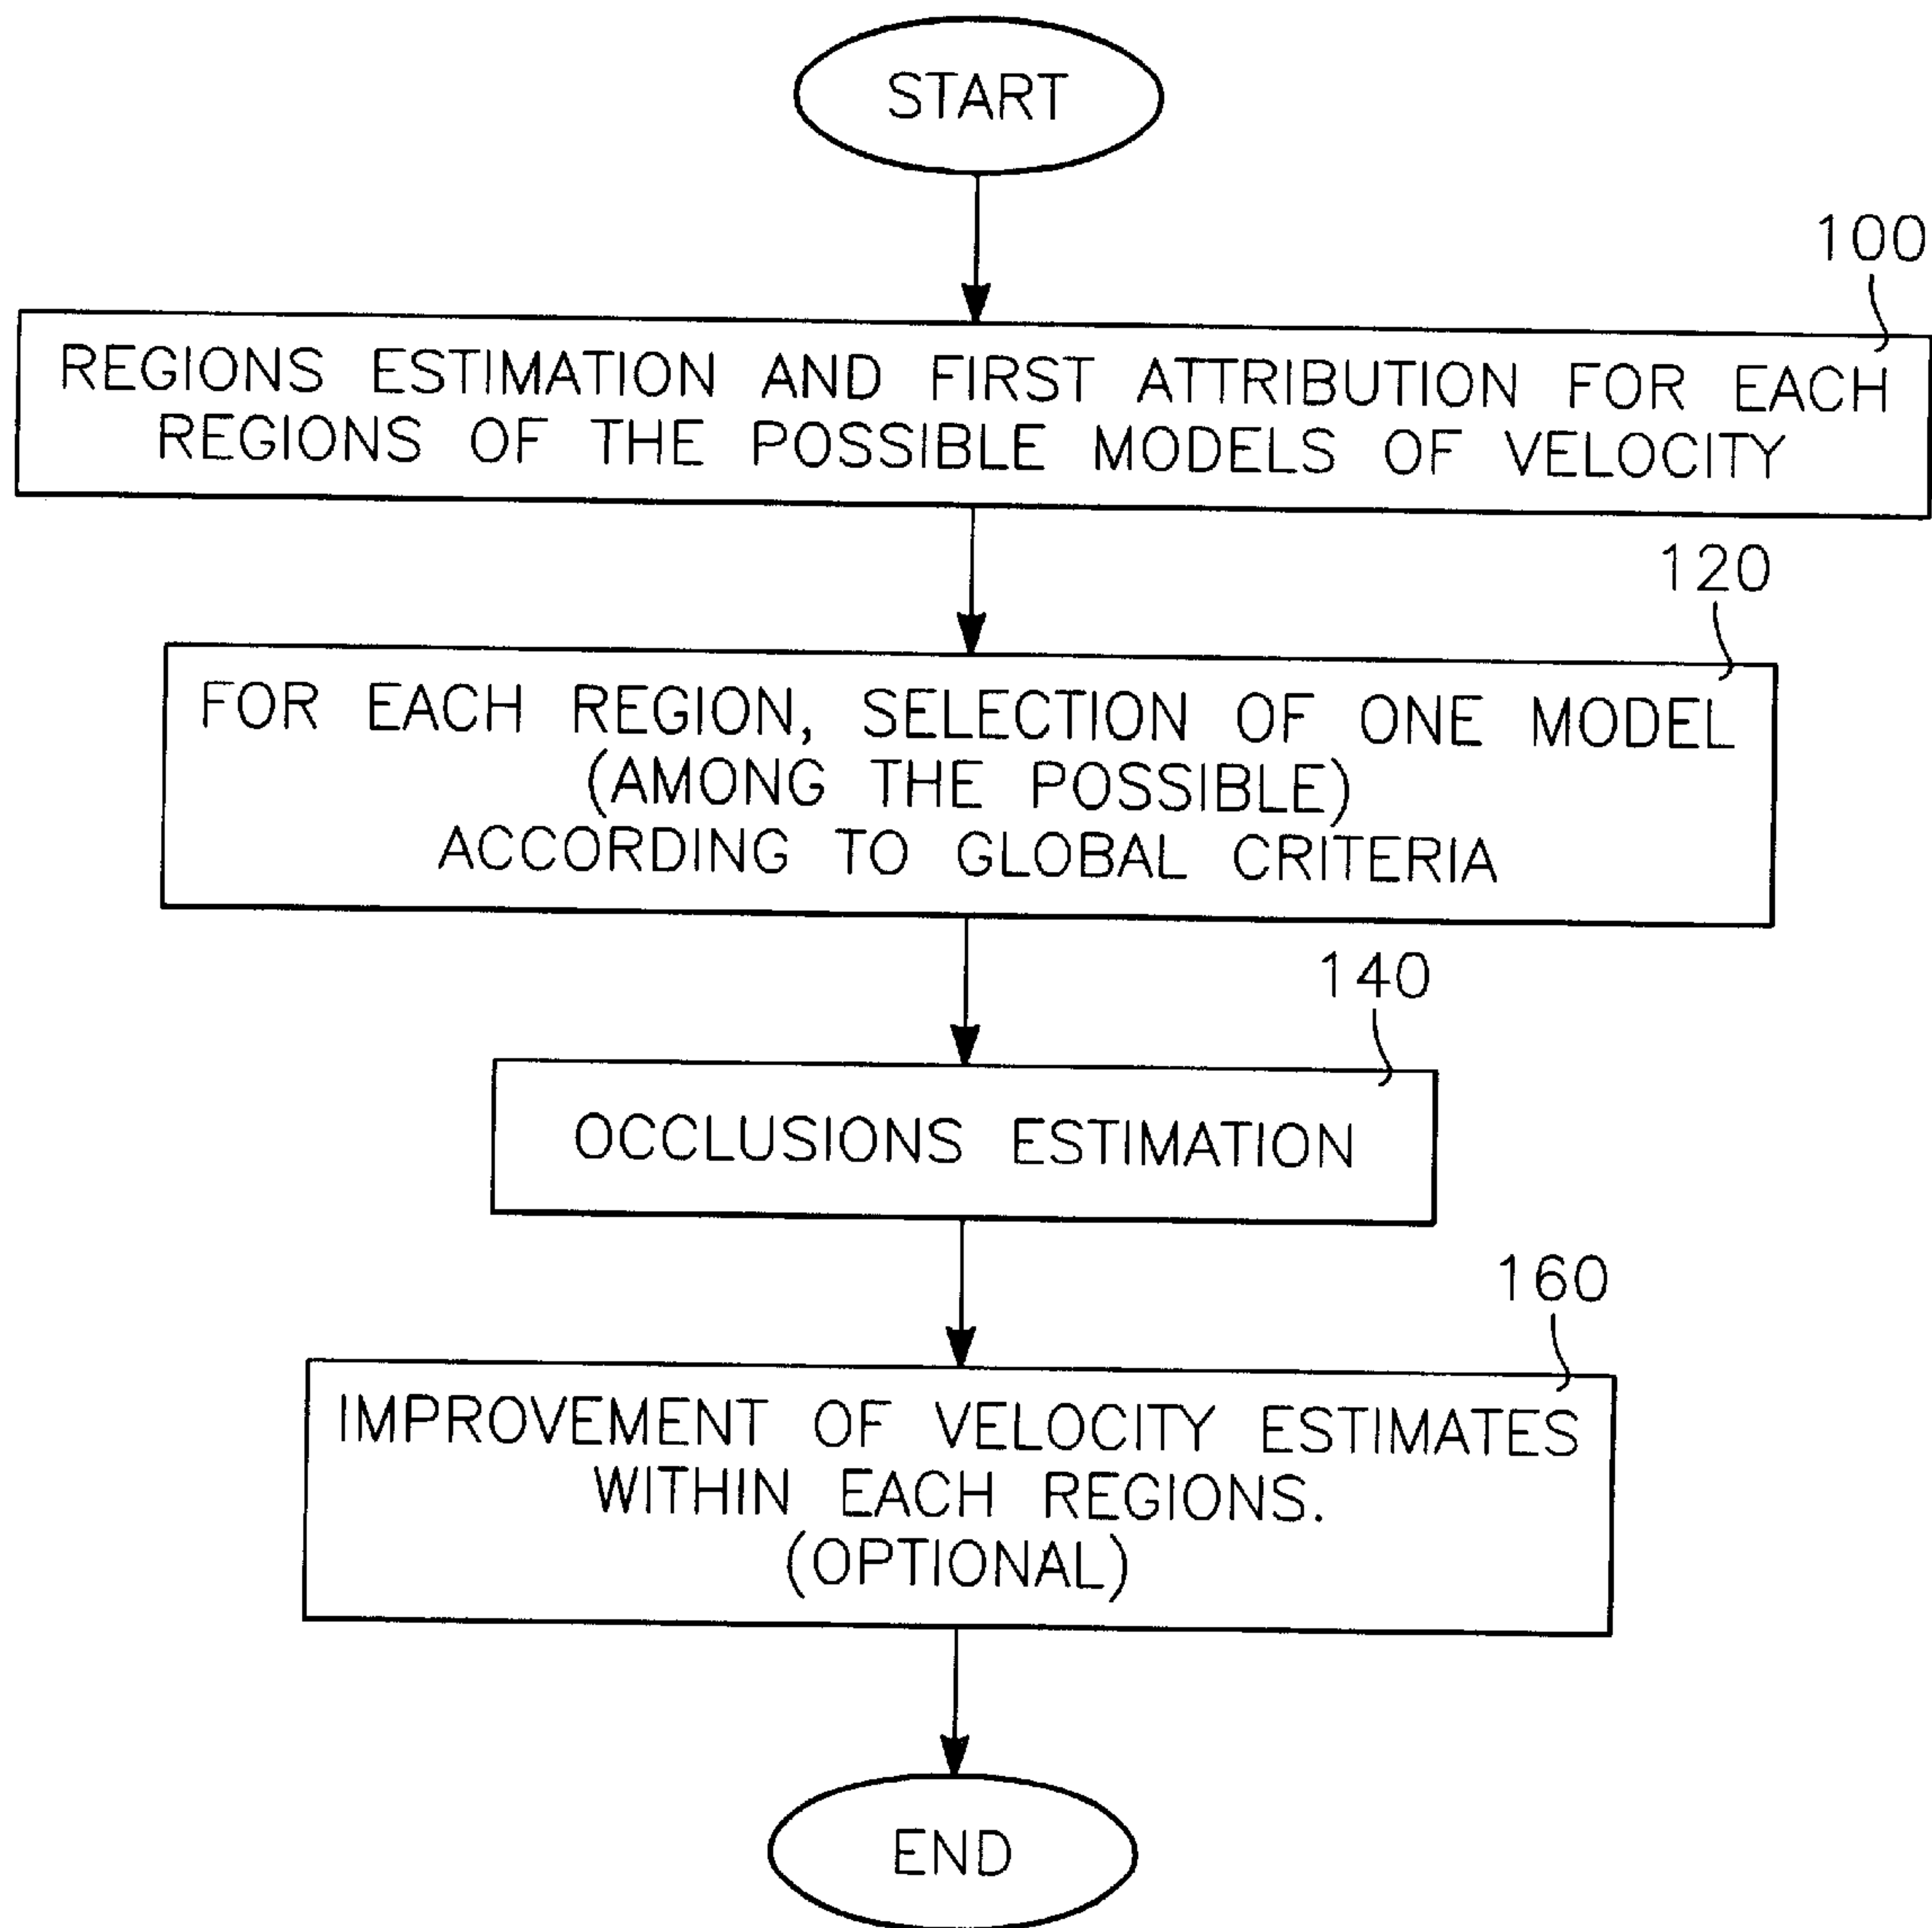 START
100
REGIONS ESTIMATION AND FIRST ATTRIBUTION FOR EACH
REGIONS OF THE POSSIBLE MODELS OF VELOCITY
120
FOR EACH REGION, SELECTION OF ONE MODEL
(AMONG THE POSSIBLE)
ACCORDING TO GLOBAL CRITERIA
140
OCCLUSIONS ESTIMATION
160
IMPROVEMENT OF VELOCITY ESTIMATES
WITHIN EACH REGIONS.
(OPTIONAL)
END